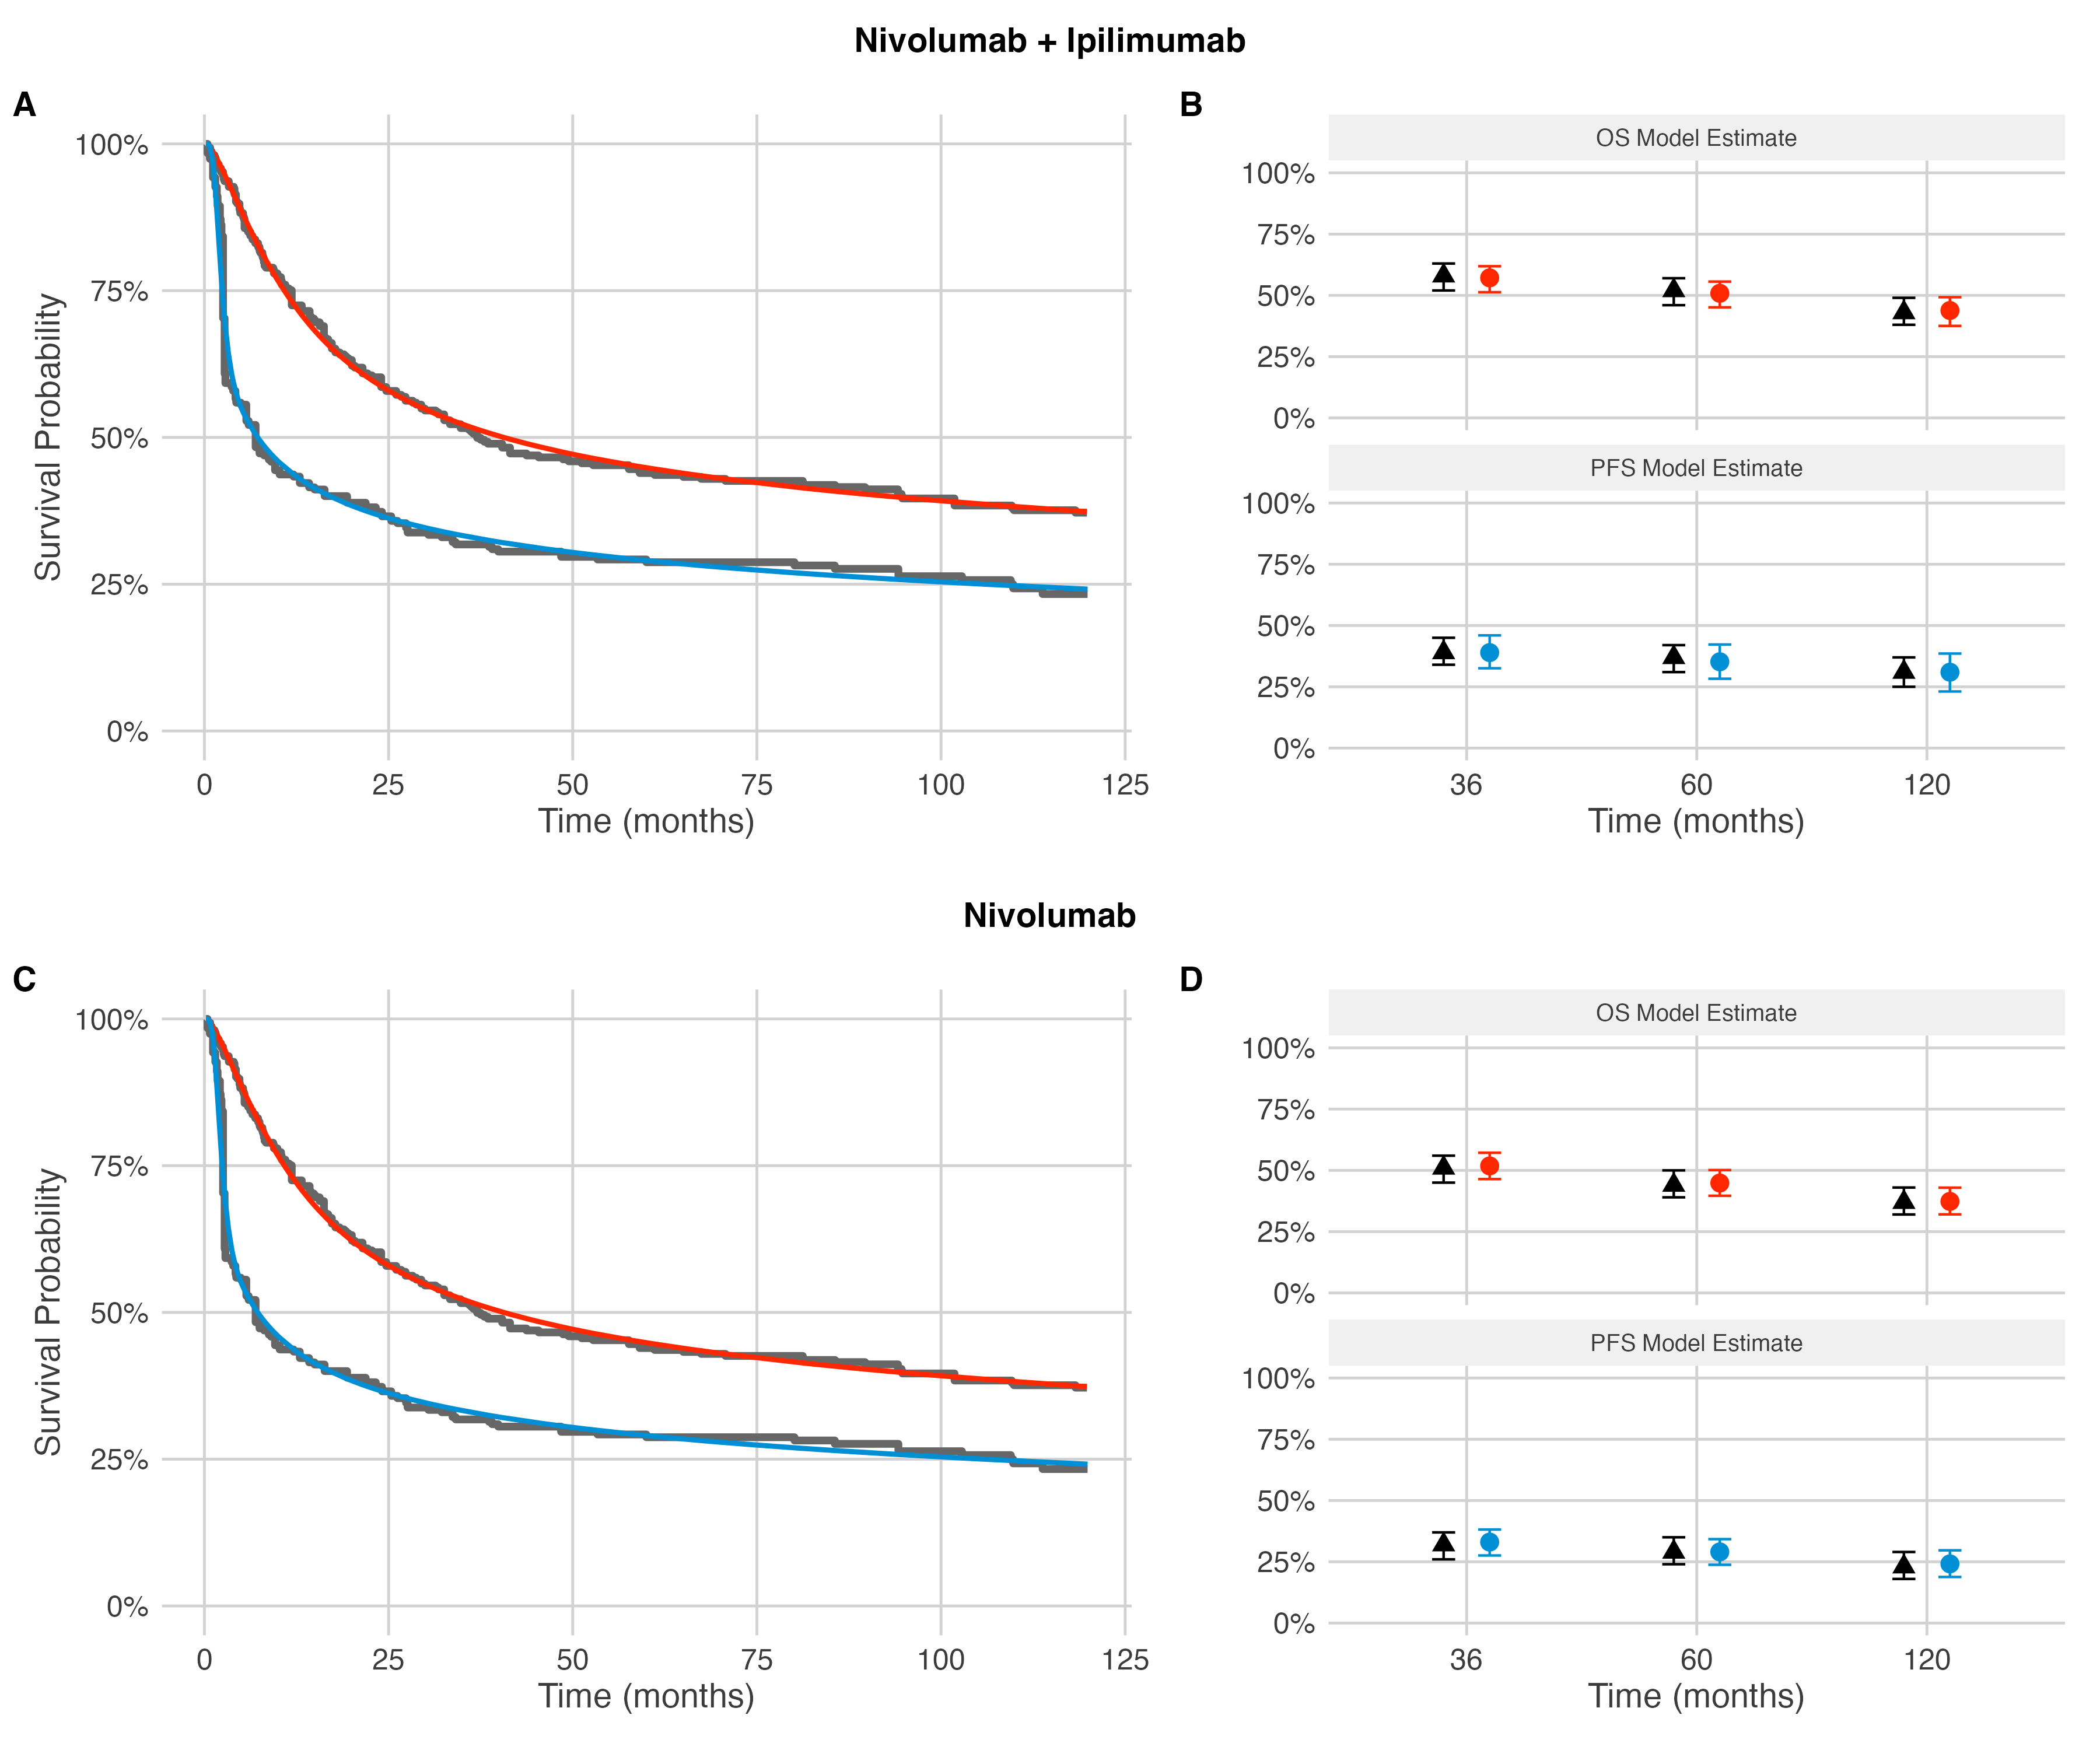 Nivolumab + Ipilimumab
A
Survival Probability
100%
75%
50%
25%
0%
0 25 50 75 100 125
Time (months)
B
OS Model Estimate
100%
75%
50%
25%
0%
PFS Model Estimate
100%
75%
50%
25%
0%
36 60 120
Time (months)
Nivolumab
C
Survival Probability
100%
75%
50%
25%
0%
0 25 50 75 100 125
Time (months)
D
OS Model Estimate
100%
75%
50%
25%
0%
PFS Model Estimate
100%
75%
50%
25%
0%
36 60 120
Time (months)